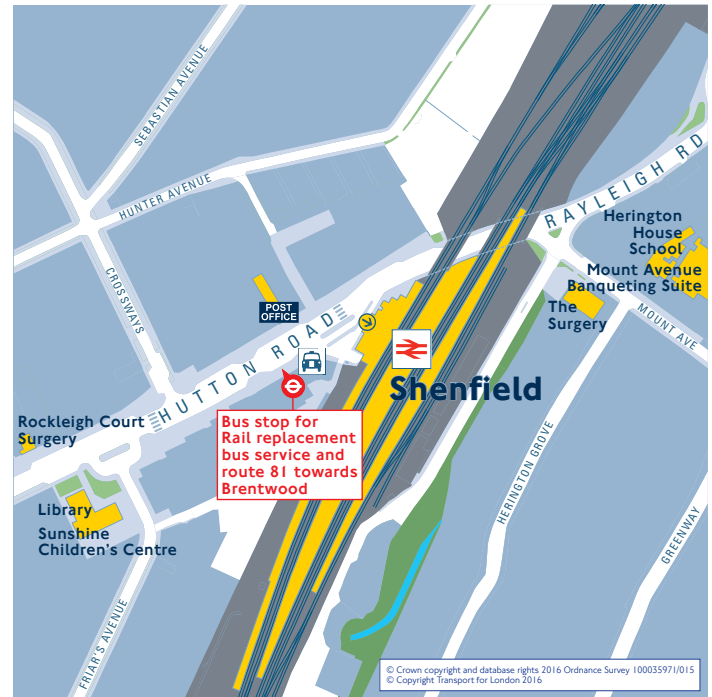 SEBASTIAN AVENUE
HUNTER AVENUE
CROSSWAYS
RAYLEIGH RD
Herington
House
School
Mount Avenue
Banqueting Suite
The
Surgery
MOUNT AVE
POST
OFFICE
HUTTON ROAD
Shenfield
Bus stop for
Rail replacement
bus service and
route 81 towards
Brentwood
Rockleigh Court
Surgery
Library
Sunshine
Children's Centre
FRIAR'S AVENUE
HERINGTON GROVE
GREENWAY
© Crown copyright and database rights 2016 Ordnance Survey 100035971/015
© Copyright Transport for London 2016